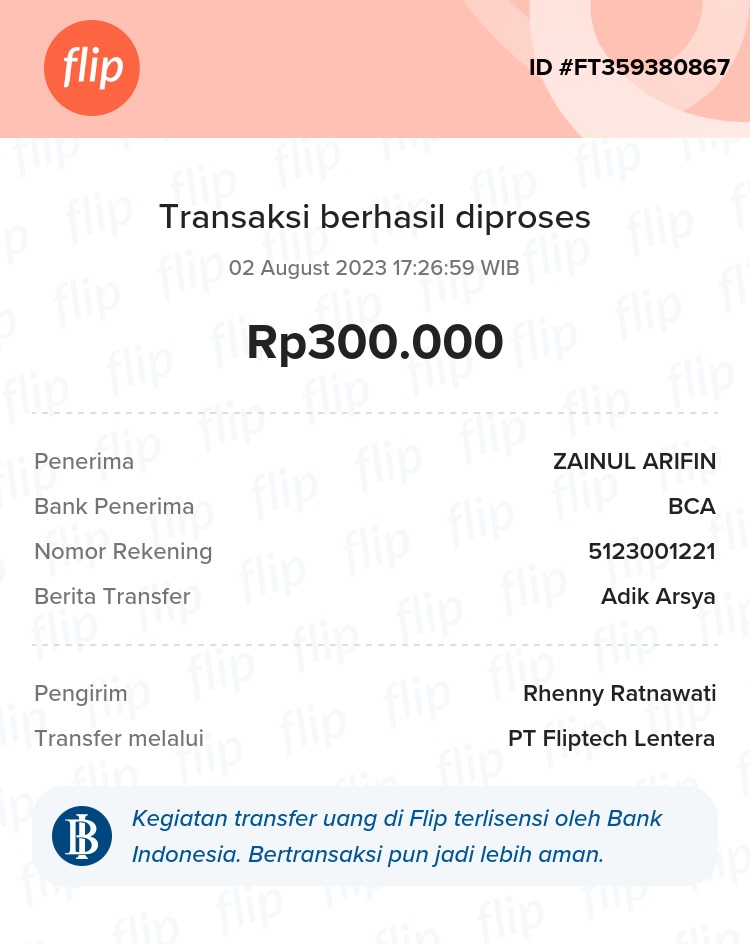 flip
ID #FT359380867
Transaksi berhasil diproses
02 August 2023 17:26:59 WIB
Rp300.000
Penerima ZAINUL ARIFIN
Bank Penerima BCA
Nomor Rekening 5123001221
Berita Transfer Adik Arsya
Pengirim Rhenny Ratnawati
Transfer melalui PT Fliptech Lentera
Kegiatan transfer uang di Flip terlisensi oleh Bank
Indonesia. Bertransaksi pun jadi lebih aman.